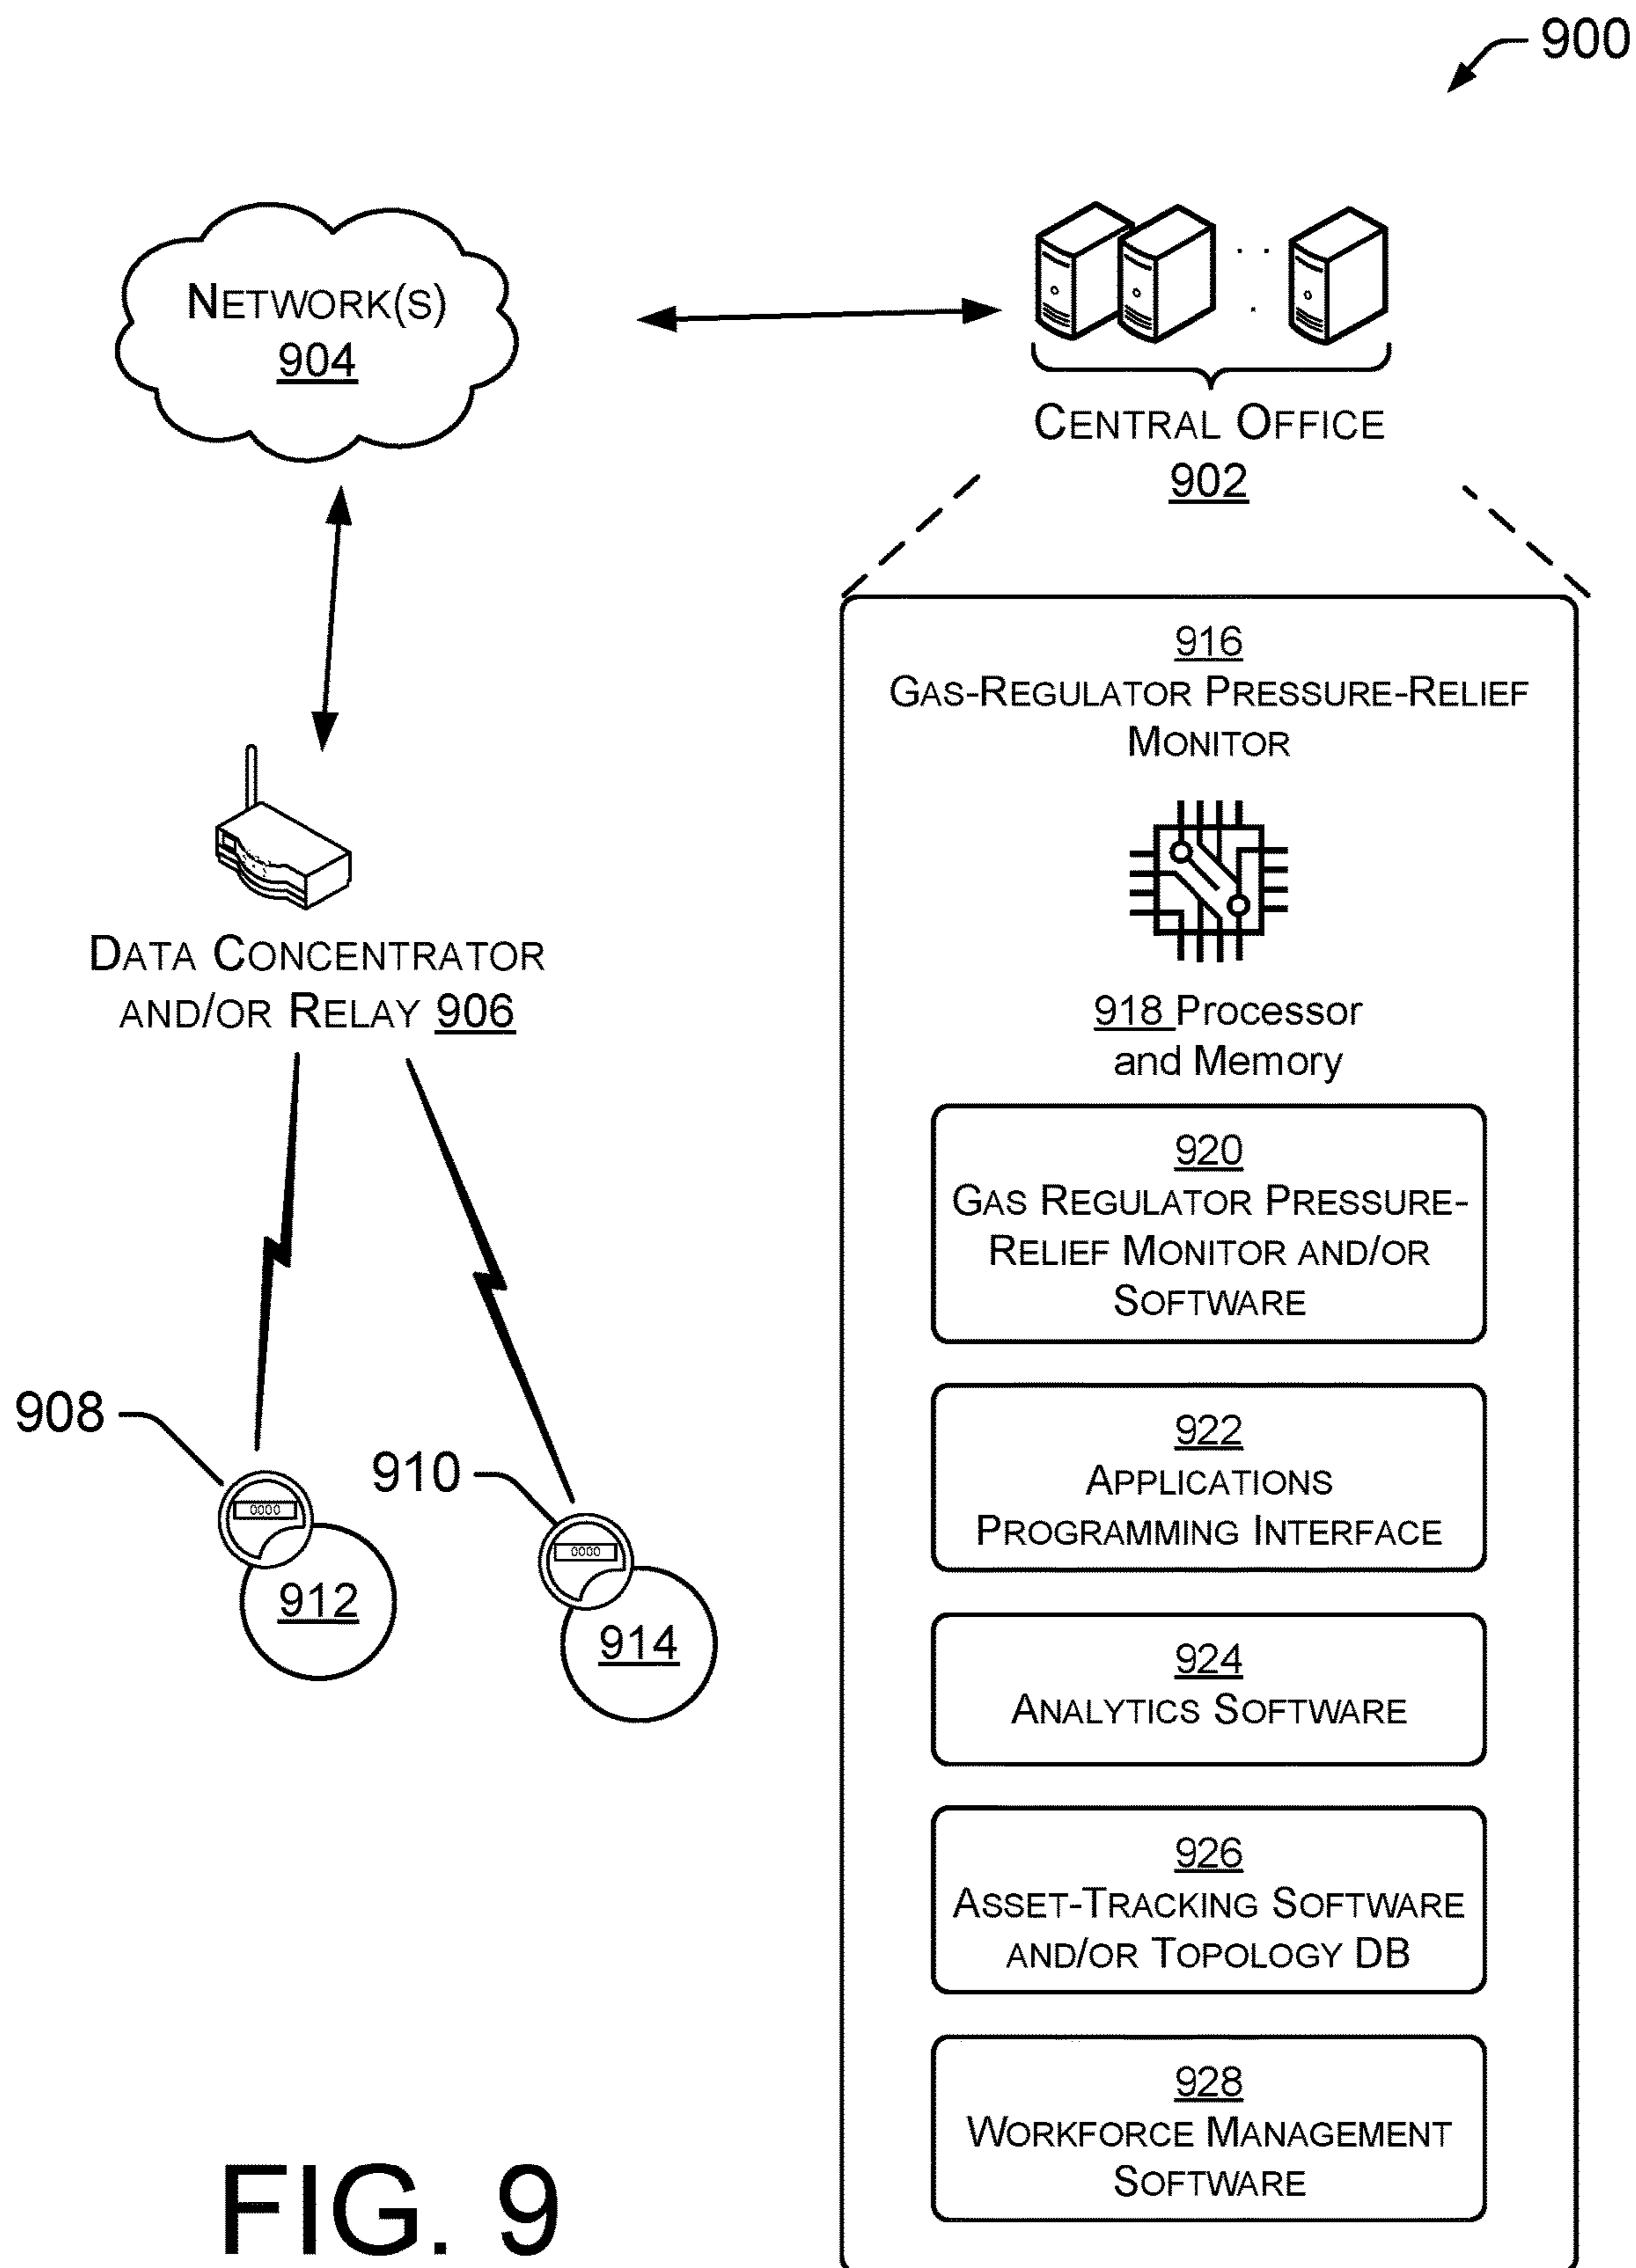 900
NETWORK(S)
904
CENTRAL OFFICE
902
DATA CONCENTRATOR
AND/OR RELAY 906
908
0000
912
910
0000
914
916
GAS-REGULATOR PRESSURE-RELIEF
MONITOR
918 Processor
and Memory
920
GAS REGULATOR PRESSURE-
RELIEF MONITOR AND/OR
SOFTWARE
922
APPLICATIONS
PROGRAMMING INTERFACE
924
ANALYTICS SOFTWARE
926
ASSET-TRACKING SOFTWARE
AND/OR TOPOLOGY DB
928
WORKFORCE MANAGEMENT
SOFTWARE
FIG. 9